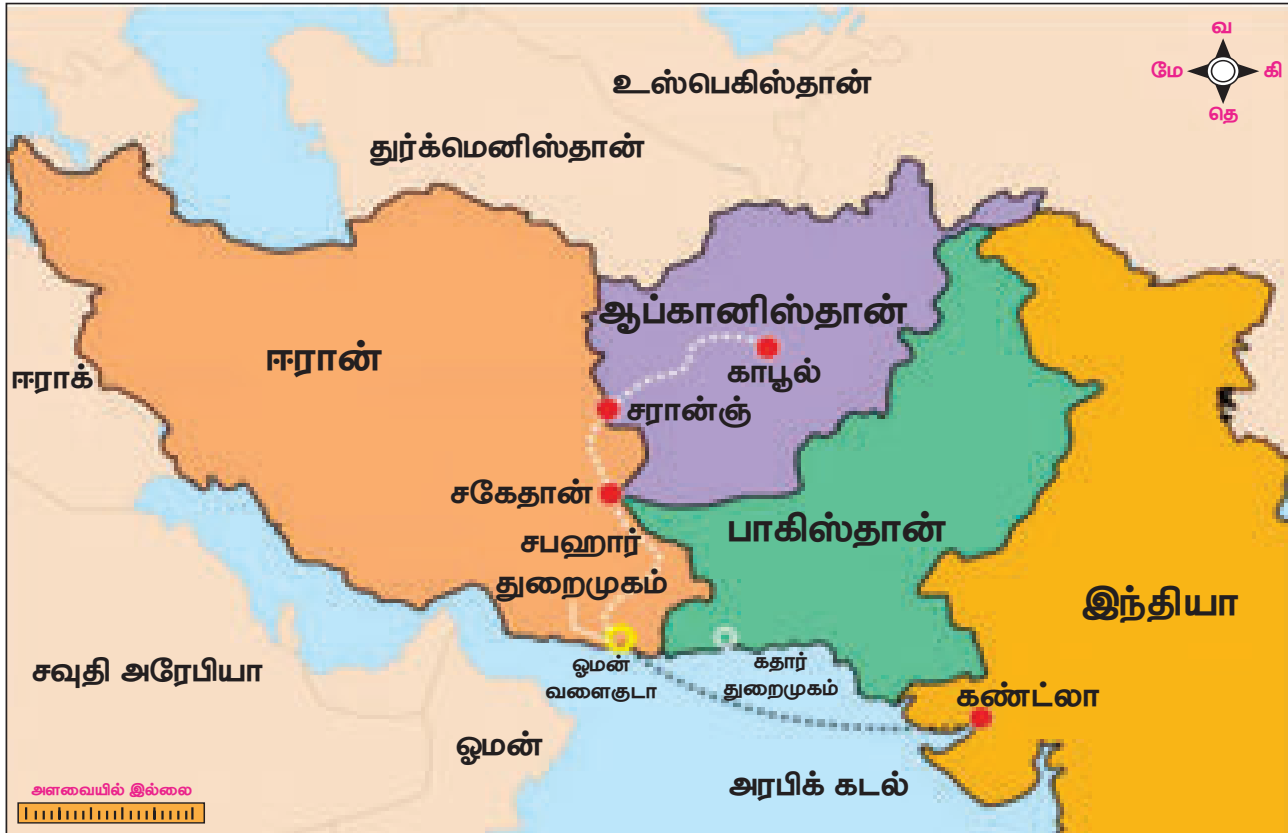 வ
மே
கி
தெ
உஸ்பெகிஸ்தான்
துர்க்மெனிஸ்தான்
ஆப்கானிஸ்தான்
ஈரான்
ஈராக்
காபூல்
சரான்ஞ்
சகேதான்
பாகிஸ்தான்
சபஹார்
துறைமுகம்
இந்தியா
ஓமன்
வளைகுடா
கதார்
துறைமுகம்
சவுதி அரேபியா
கண்ட்லா
ஓமன்
அரபிக் கடல்
அளவையில் இல்லை